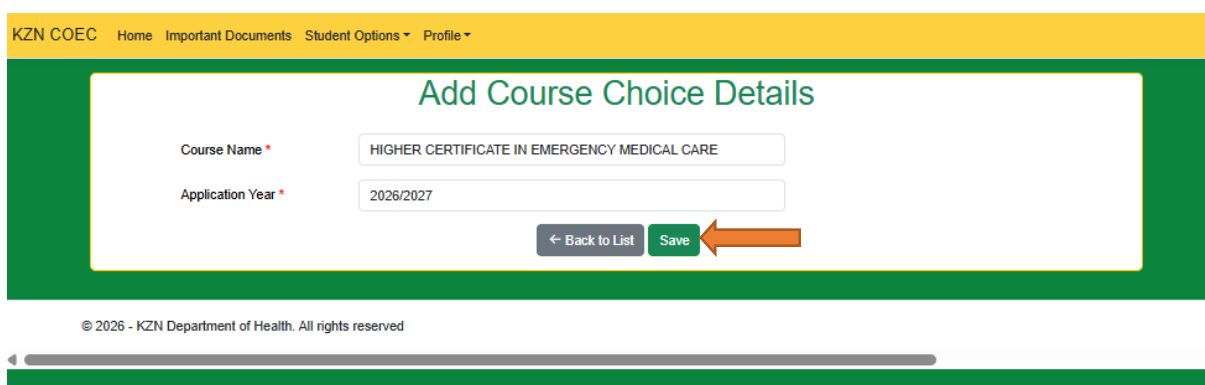 KZN COEC Home Important Documents Student Options Profile
Add Course Choice Details
Course Name * HIGHER CERTIFICATE IN EMERGENCY MEDICAL CARE
Application Year * 2026/2027
← Back to List Save
© 2026 - KZN Department of Health. All rights reserved